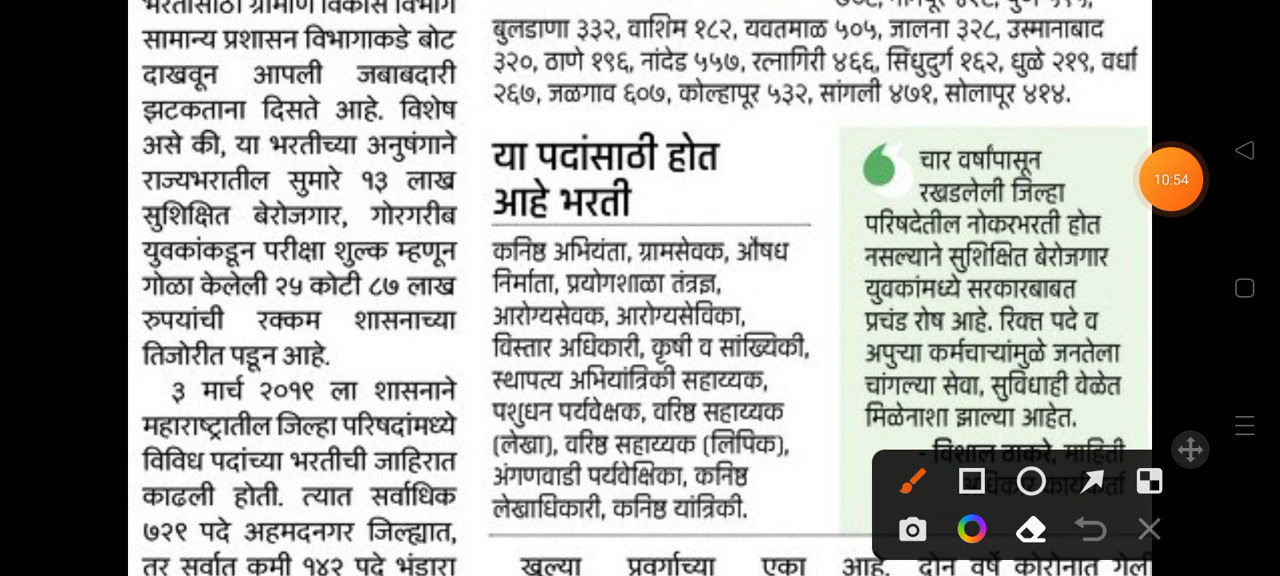 सामान्य प्रशासन विभागाकडे बोट
दाखवून आपली जबाबदारी
झटकताना दिसते आहे. विशेष
असे की, या भरतीच्या अनुषंगाने
राज्यभरातील सुमारे १३ लाख
सुशिक्षित बेरोजगार, गोरगरीब
युवकांकडून परीक्षा शुल्क म्हणून
गोळा केलेली २५ कोटी ८७ लाख
रुपयांची रक्कम शासनाच्या
तिजोरीत पडून आहे.
३ मार्च २०१९ ला शासनाने
महाराष्ट्रातील जिल्हा परिषदांमध्ये
विविध पदांच्या भरतीची जाहिरात
काढली होती. त्यात सर्वाधिक
७२९ पदे अहमदनगर जिल्ह्यात,
तर सर्वात कमी १४२ पदे भंडारा
बुलडाणा ३३२, वाशिम १८२, यवतमाळ ५०५, जालना ३२८, उस्मानाबाद
३२०, ठाणे १९६, नांदेड ५५७, रत्नागिरी ४६६, सिंधुदुर्ग १६२, धुळे २१९, वर्धा
२६७, जळगाव ६०७, कोल्हापूर ५३२, सांगली ४७१, सोलापूर ४१४.
या पदांसाठी होत
आहे भरती
कनिष्ठ अभियंता, ग्रामसेवक, औषध
निर्माता, प्रयोगशाळा तंत्रज्ञ,
आरोग्यसेवक, आरोग्यसेविका,
विस्तार अधिकारी, कृषी व सांख्यिकी,
स्थापत्य अभियांत्रिकी सहाय्यक,
पशुधन पर्यवेक्षक, वरिष्ठ सहाय्यक
(लेखा), वरिष्ठ सहाय्यक (लिपिक),
अंगणवाडी पर्यवेक्षिका, कनिष्ठ
लेखाधिकारी, कनिष्ठ यांत्रिकी.
चार वर्षांपासून
रखडलेली जिल्हा
परिषदेतील नोकरभरती होत
नसल्याने सुशिक्षित बेरोजगार
युवकांमध्ये सरकारबाबत
प्रचंड रोष आहे. रिक्त पदे व
अपुऱ्या कर्मचाऱ्यांमुळे जनतेला
चांगल्या सेवा, सुविधाही वेळेत
मिळेनाशा झाल्या आहेत.
- विशाल ठाकरे, माहिती
अधिकार कार्यकर्ता
खुल्या प्रवर्गाच्या एका
आहे. दोन वर्षे कोरोनात गेली
10:54